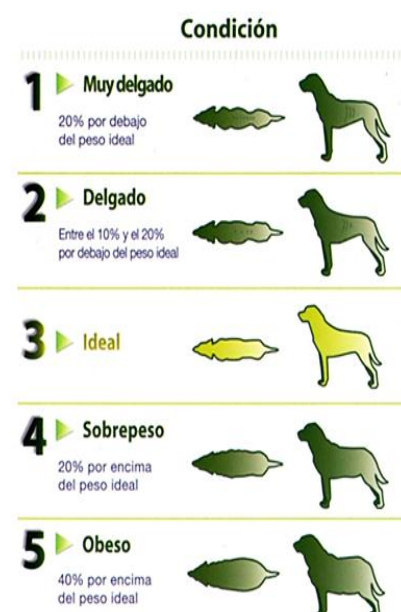 Condición
1 Muy delgado
20% por debajo
del peso ideal
2 Delgado
Entre el 10% y el 20%
por debajo del peso ideal
3 Ideal
4 Sobrepeso
20% por encima
del peso ideal
5 Obeso
40% por encima
del peso ideal